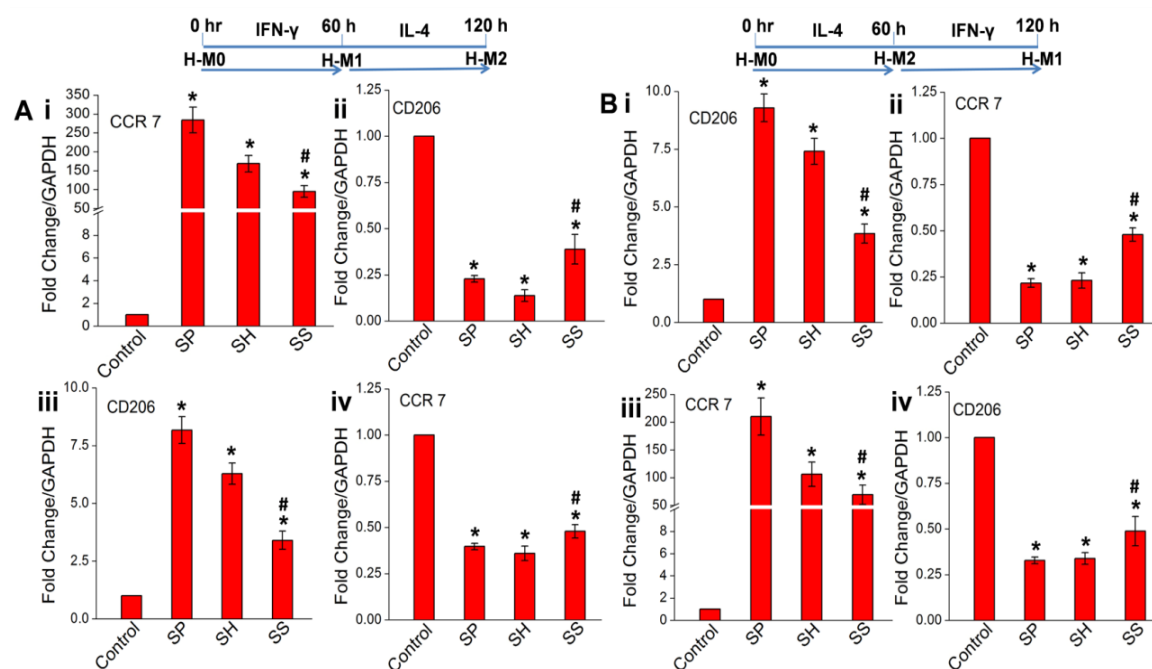 0 hr IFN-γ 60 h IL-4 120 h
H-M0 H-M1 H-M2
0 hr IL-4 60 h IFN-γ 120 h
H-M0 H-M2 H-M1
A i
CCR 7
Fold Change/GAPDH
350
300
250
200
150
100
50
8
6
4
2
0
* * # *
Control SP SH SS
ii
CD206
Fold Change/GAPDH
1.25
1.00
0.75
0.50
0.25
0.00
* * # *
Control SP SH SS
B i
CD206
Fold Change/GAPDH
10.0
7.5
5.0
2.5
0.0
* * # *
Control SP SH SS
ii
CCR 7
Fold Change/GAPDH
1.25
1.00
0.75
0.50
0.25
0.00
* * # *
Control SP SH SS
iii
CD206
Fold Change/GAPDH
10.0
7.5
5.0
2.5
0.0
* * # *
Control SP SH SS
iv
CCR 7
Fold Change/GAPDH
1.25
1.00
0.75
0.50
0.25
0.00
* * # *
Control SP SH SS
iii
CCR 7
Fold Change/GAPDH
250
200
150
100
50
8
6
4
2
0
* * # *
Control SP SH SS
iv
CD206
Fold Change/GAPDH
1.25
1.00
0.75
0.50
0.25
0.00
* * # *
Control SP SH SS